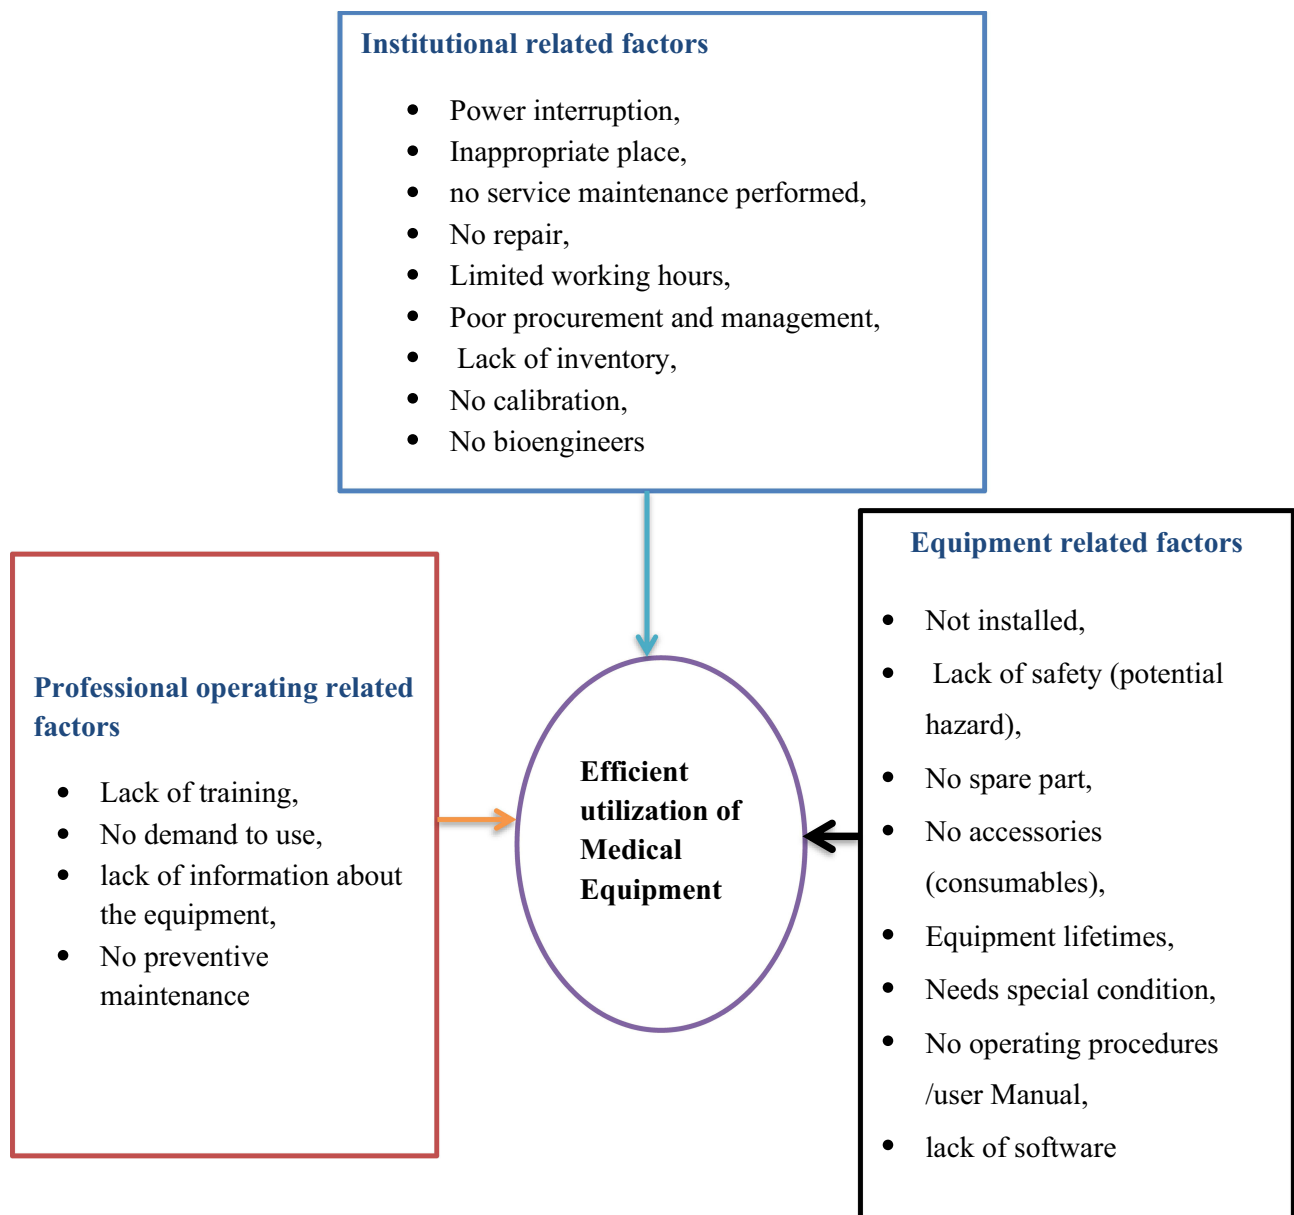 Institutional related factors
• Power interruption,
• Inappropriate place,
• no service maintenance performed,
• No repair,
• Limited working hours,
• Poor procurement and management,
• Lack of inventory,
• No calibration,
• No bioengineers
Professional operating related
factors
• Lack of training,
• No demand to use,
• lack of information about
the equipment,
• No preventive
maintenance
Efficient
utilization of
Medical
Equipment
Equipment related factors
• Not installed,
• Lack of safety (potential
hazard),
• No spare part,
• No accessories
(consumables),
• Equipment lifetimes,
• Needs special condition,
• No operating procedures
/user Manual,
• lack of software